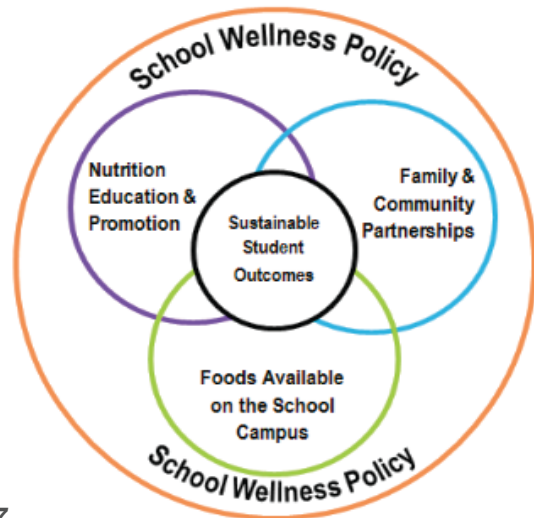 School Wellness Policy
Nutrition
Education &
Promotion
Family &
Community
Partnerships
Sustainable
Student
Outcomes
Foods Available
on the School
Campus
School Wellness Policy